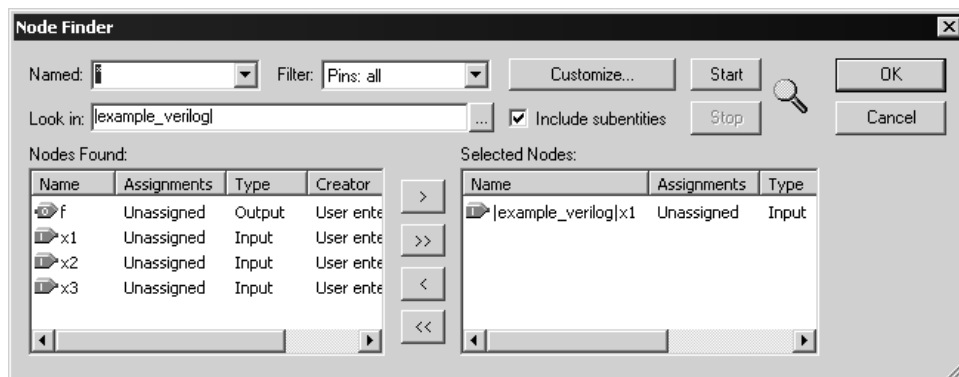 Node Finder
Named: * Filter: Pins: all Customize... Start OK
Look in: |example_verilog| ... Include subentities Stop Cancel
Nodes Found: Selected Nodes:
Name Assignments Type Creator Name Assignments Type
f Unassigned Output User ente |example_verilog|x1 Unassigned Input
x1 Unassigned Input User ente
x2 Unassigned Input User ente
x3 Unassigned Input User ente
>
>>
<
<<